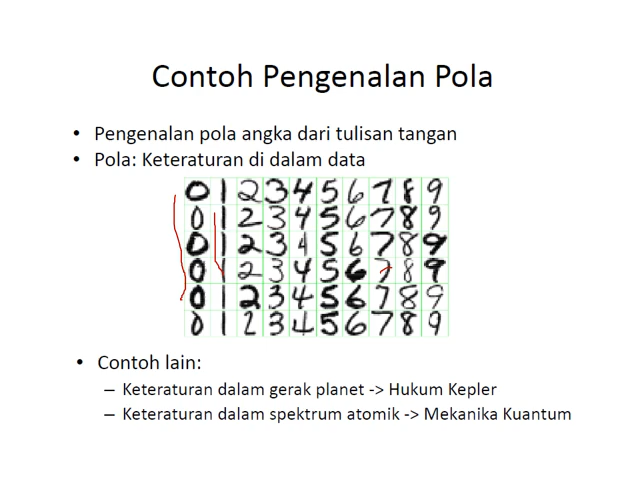 Contoh Pengenalan Pola
• Pengenalan pola angka dari tulisan tangan
• Pola: Keteraturan di dalam data
0 1 2 3 4 5 6 7 8 9
0 1 2 3 4 5 6 7 8 9
0 1 2 3 4 5 6 7 8 9
0 1 2 3 4 5 6 7 8 9
0 1 2 3 4 5 6 7 8 9
0 1 2 3 4 5 6 7 8 9
• Contoh lain:
– Keteraturan dalam gerak planet -> Hukum Kepler
– Keteraturan dalam spektrum atomik -> Mekanika Kuantum